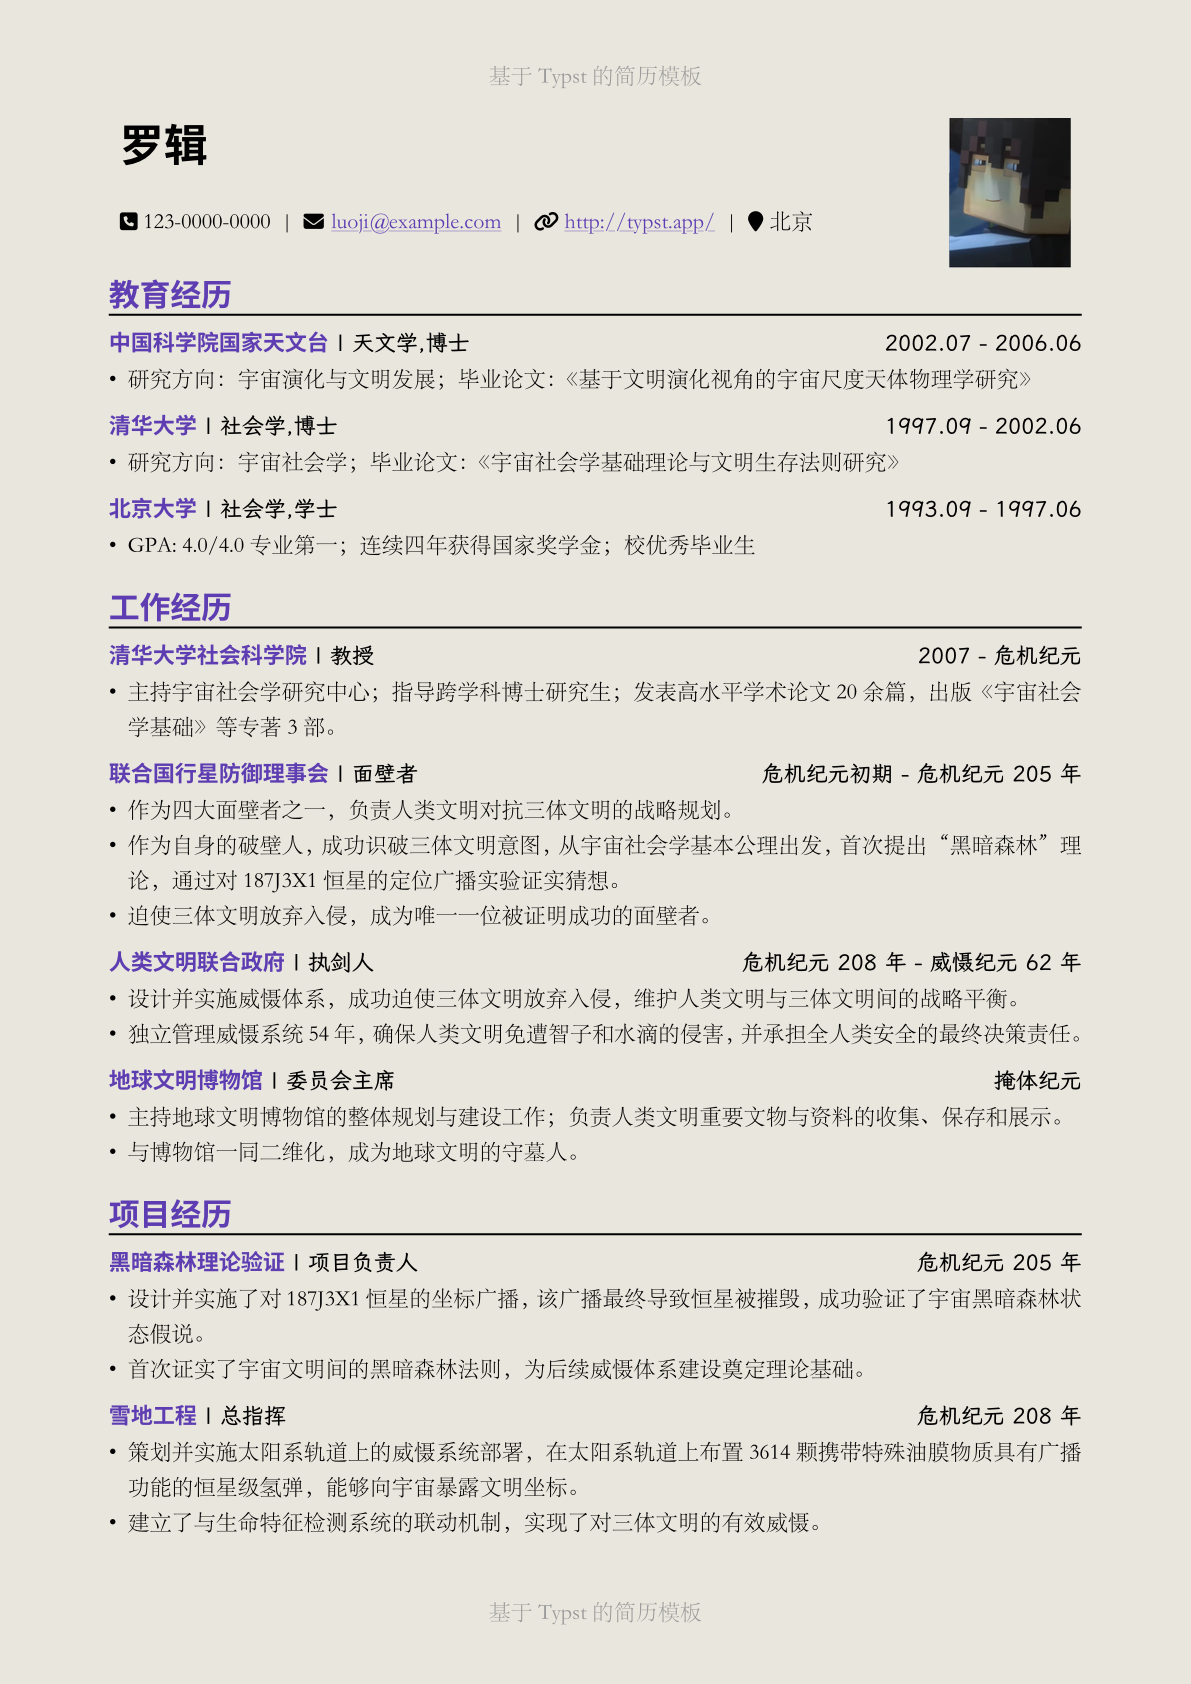 基于 Typst 的简历模板
罗辑
123-0000-0000 | luoji@example.com | http://typst.app/ | 北京
教育经历
中国科学院国家天文台 | 天文学,博士 2002.07 - 2006.06
• 研究方向：宇宙演化与文明发展；毕业论文：《基于文明演化视角的宇宙尺度天体物理学研究》
清华大学 | 社会学,博士 1997.09 - 2002.06
• 研究方向：宇宙社会学；毕业论文：《宇宙社会学基础理论与文明生存法则研究》
北京大学 | 社会学,学士 1993.09 - 1997.06
• GPA: 4.0/4.0 专业第一；连续四年获得国家奖学金；校优秀毕业生
工作经历
清华大学社会科学院 | 教授 2007 - 危机纪元
• 主持宇宙社会学研究中心；指导跨学科博士研究生；发表高水平学术论文 20 余篇，出版《宇宙社会
学基础》等专著 3 部。
联合国行星防御理事会 | 面壁者 危机纪元初期 - 危机纪元 205 年
• 作为四大面壁者之一，负责人类文明对抗三体文明的战略规划。
• 作为自身的破壁人，成功识破三体文明意图，从宇宙社会学基本公理出发，首次提出“黑暗森林”理
论，通过对 187J3X1 恒星的定位广播实验证实猜想。
• 迫使三体文明放弃入侵，成为唯一一位被证明成功的面壁者。
人类文明联合政府 | 执剑人 危机纪元 208 年 - 威慑纪元 62 年
• 设计并实施威慑体系，成功迫使三体文明放弃入侵，维护人类文明与三体文明间的战略平衡。
• 独立管理威慑系统 54 年，确保人类文明免遭智子和水滴的侵害，并承担全人类安全的最终决策责任。
地球文明博物馆 | 委员会主席 掩体纪元
• 主持地球文明博物馆的整体规划与建设工作；负责人类文明重要文物与资料的收集、保存和展示。
• 与博物馆一同二维化，成为地球文明的守墓人。
项目经历
黑暗森林理论验证 | 项目负责人 危机纪元 205 年
• 设计并实施了对 187J3X1 恒星的坐标广播，该广播最终导致恒星被摧毁，成功验证了宇宙黑暗森林状
态假说。
• 首次证实了宇宙文明间的黑暗森林法则，为后续威慑体系建设奠定理论基础。
雪地工程 | 总指挥 危机纪元 208 年
• 策划并实施太阳系轨道上的威慑系统部署，在太阳系轨道上布置 3614 颗携带特殊油膜物质具有广播
功能的恒星级氢弹，能够向宇宙暴露文明坐标。
• 建立了与生命特征检测系统的联动机制，实现了对三体文明的有效威慑。
基于 Typst 的简历模板